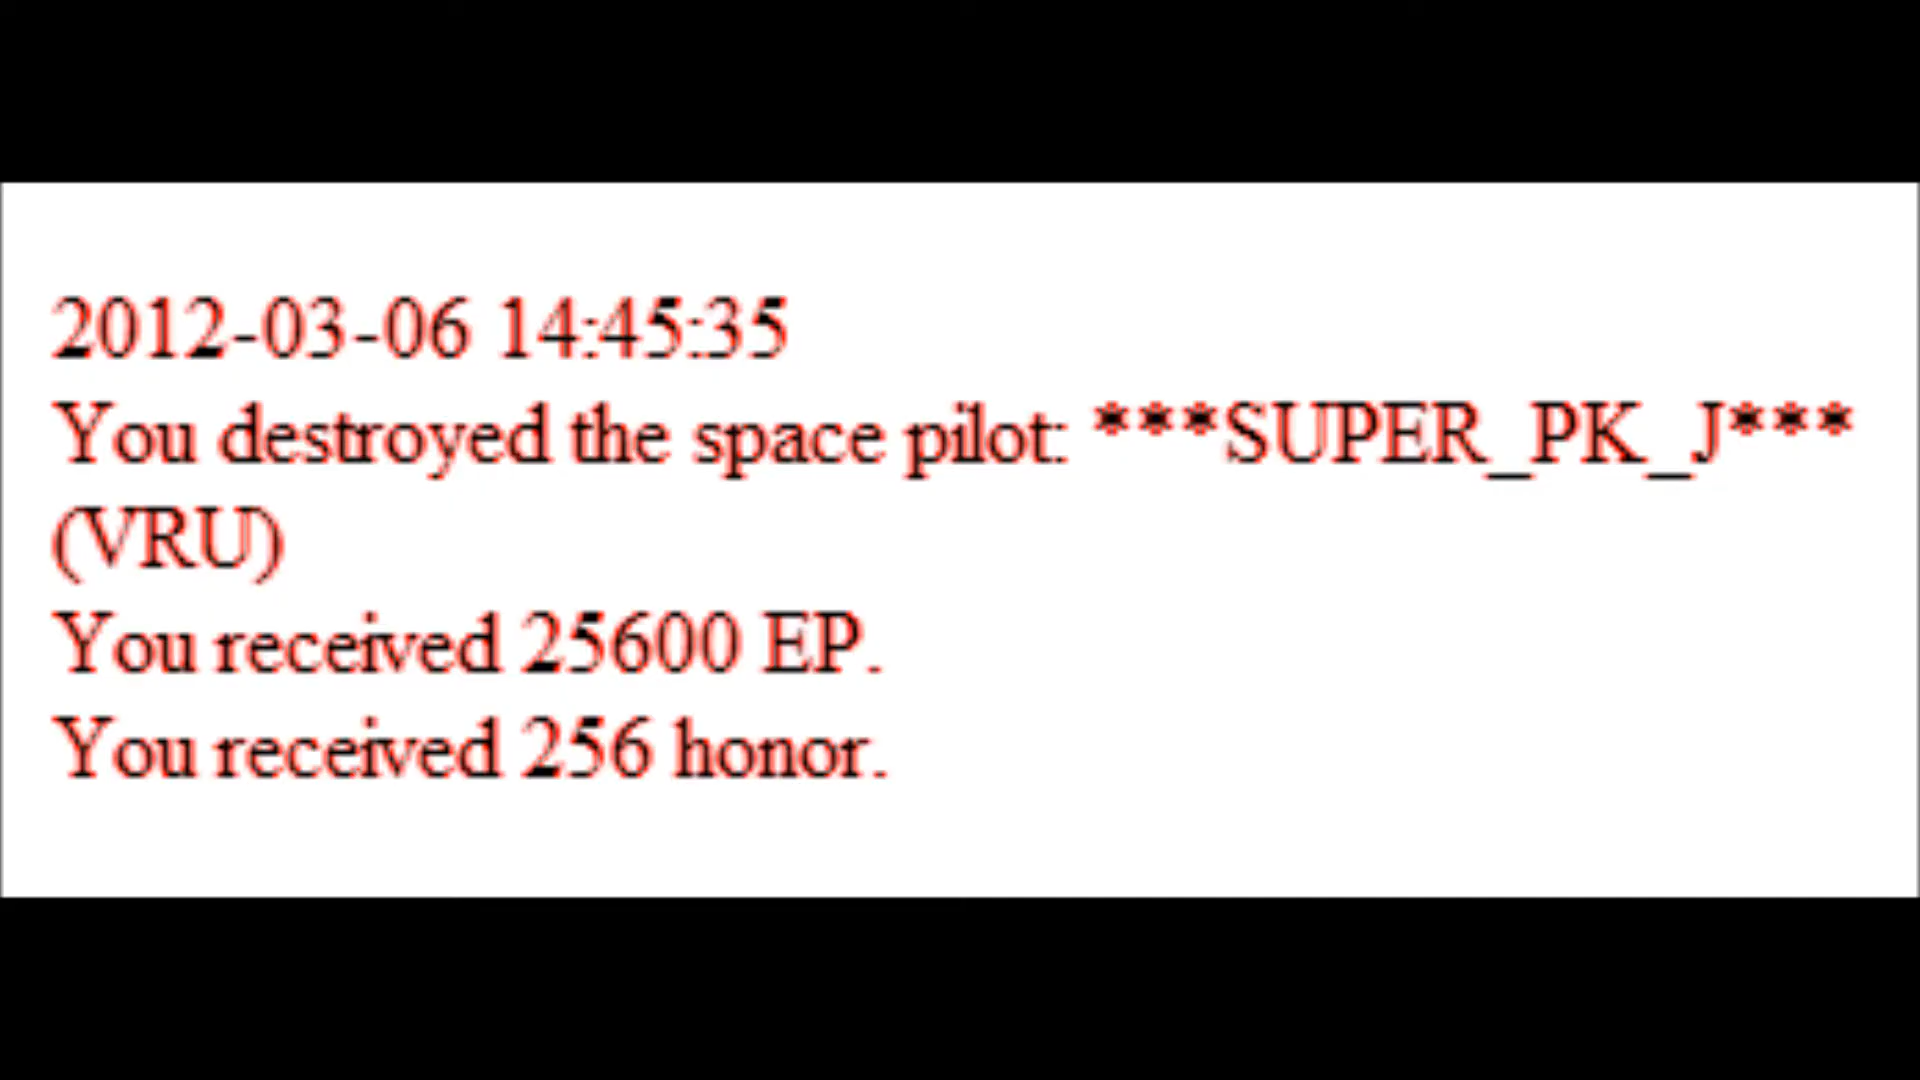 2012-03-06 14:45:35
You destroyed the space pilot: ***SUPER_PK_J***
(VRU)
You received 25600 EP.
You received 256 honor.